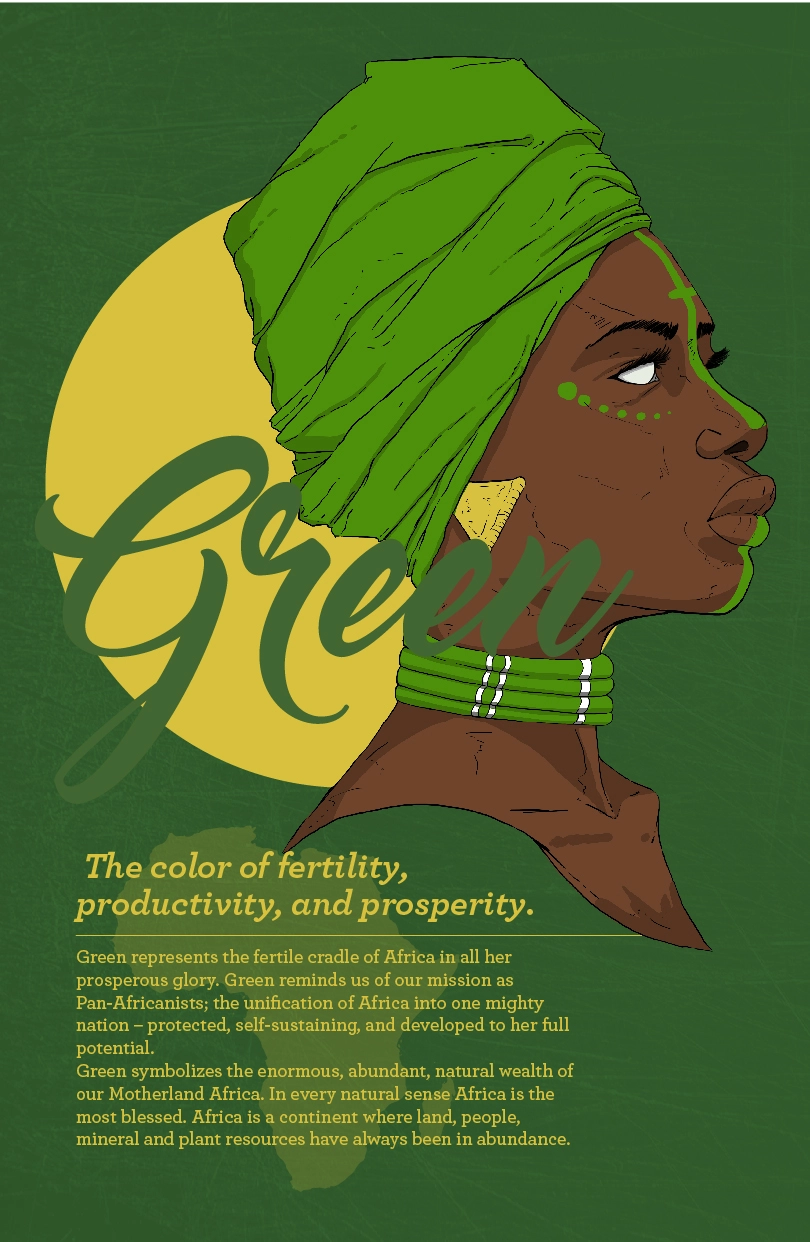 Green
The color of fertility,
productivity, and prosperity.
Green represents the fertile cradle of Africa in all her
prosperous glory. Green reminds us of our mission as
Pan-Africanists; the unification of Africa into one mighty
nation – protected, self-sustaining, and developed to her full
potential.
Green symbolizes the enormous, abundant, natural wealth of
our Motherland Africa. In every natural sense Africa is the
most blessed. Africa is a continent where land, people,
mineral and plant resources have always been in abundance.